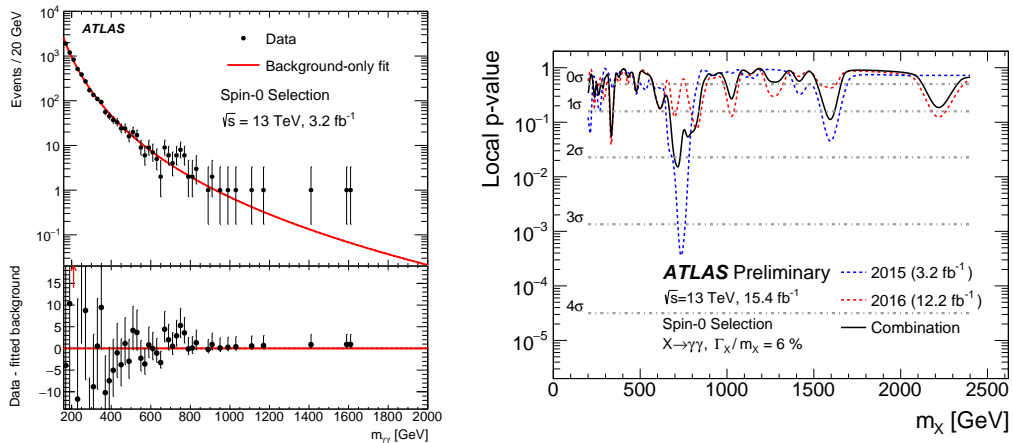 Events / 20 GeV
10⁴
10³
10²
10
1
10⁻¹
ATLAS
Data
Background-only fit
Spin-0 Selection
√s = 13 TeV, 3.2 fb⁻¹
Data - fitted background
15
10
5
0
−5
−10
200 400 600 800 1000 1200 1400 1600 1800 2000
m_γγ [GeV]
Local p-value
1
10⁻¹
10⁻²
10⁻³
10⁻⁴
10⁻⁵
0σ
1σ
2σ
3σ
4σ
ATLAS Preliminary
√s=13 TeV, 15.4 fb⁻¹
Spin-0 Selection
X→γγ, Γ_X / m_X = 6 %
2015 (3.2 fb⁻¹)
2016 (12.2 fb⁻¹)
Combination
0 500 1000 1500 2000 2500
m_X [GeV]